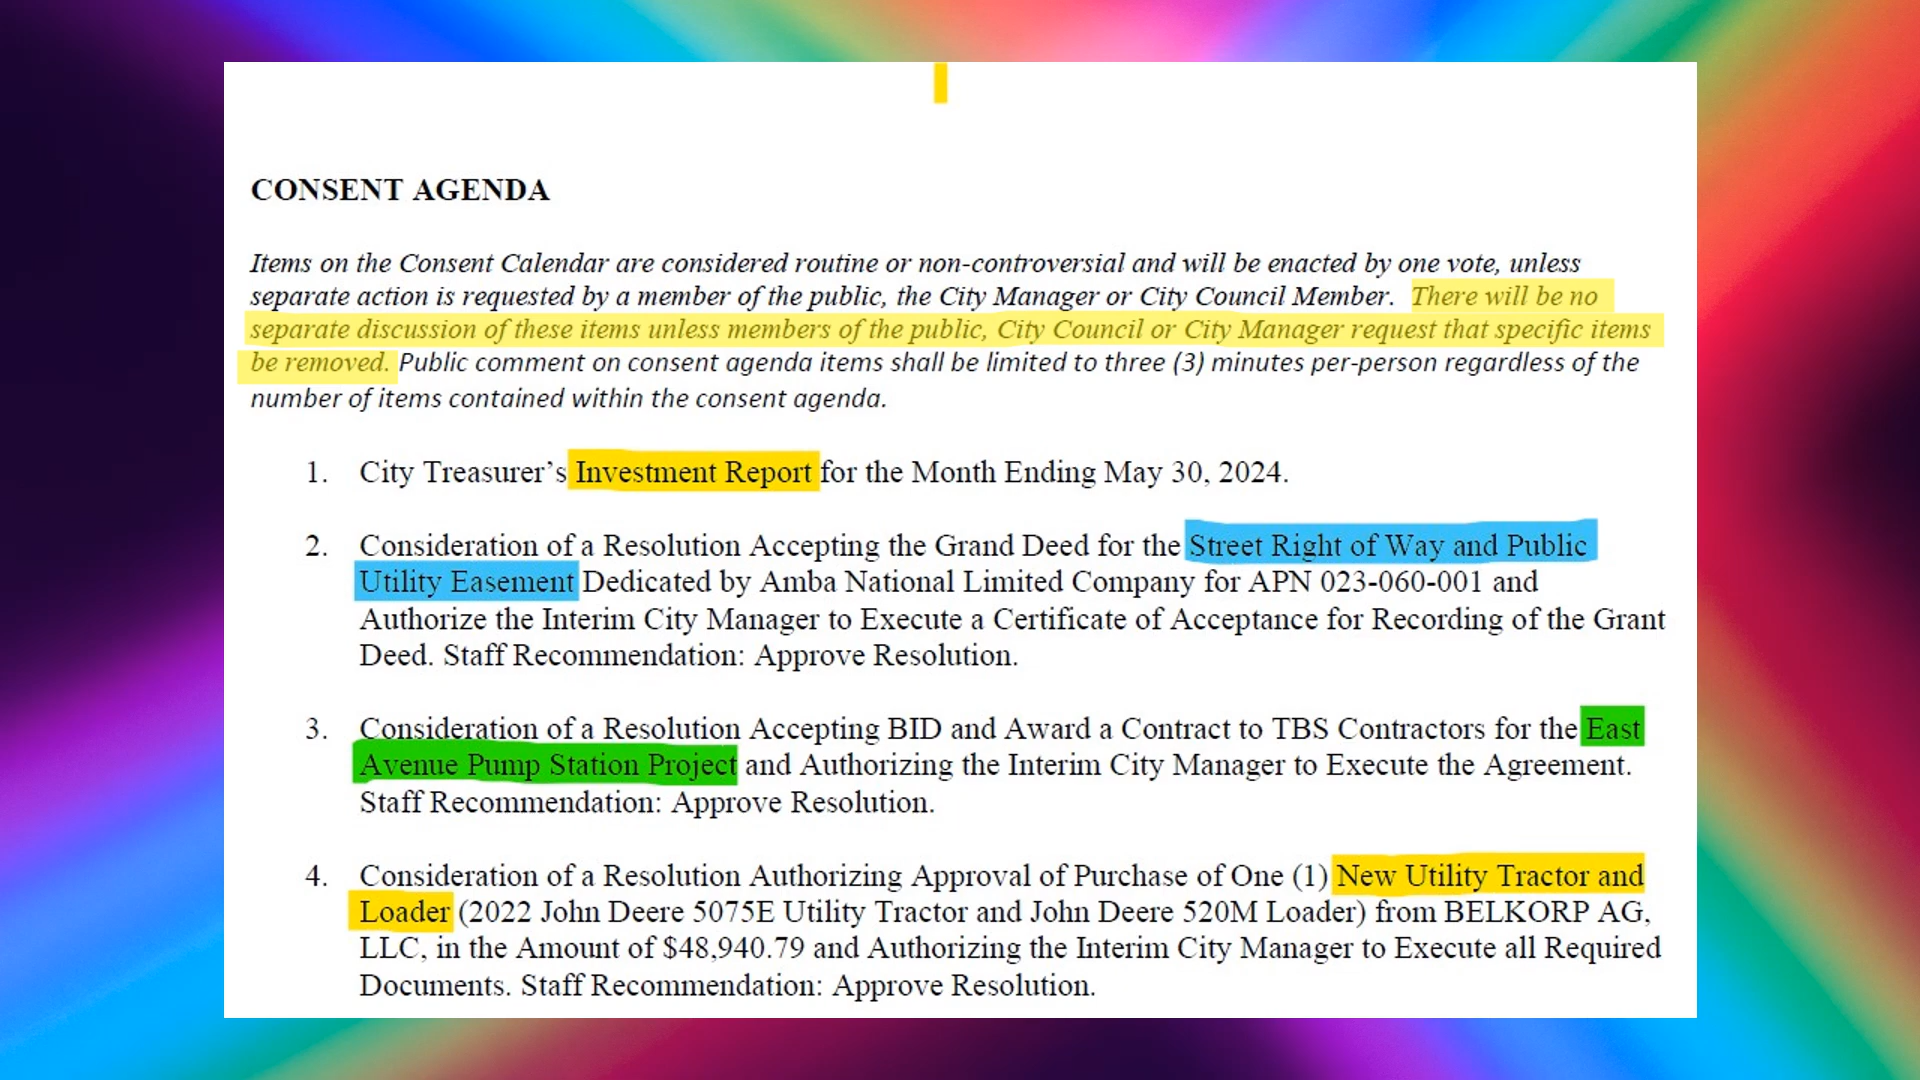 CONSENT AGENDA
Items on the Consent Calendar are considered routine or non-controversial and will be enacted by one vote, unless
separate action is requested by a member of the public, the City Manager or City Council Member. There will be no
separate discussion of these items unless members of the public, City Council or City Manager request that specific items
be removed. Public comment on consent agenda items shall be limited to three (3) minutes per-person regardless of the
number of items contained within the consent agenda.
1. City Treasurer’s Investment Report for the Month Ending May 30, 2024.
2. Consideration of a Resolution Accepting the Grand Deed for the Street Right of Way and Public
Utility Easement Dedicated by Amba National Limited Company for APN 023-060-001 and
Authorize the Interim City Manager to Execute a Certificate of Acceptance for Recording of the Grant
Deed. Staff Recommendation: Approve Resolution.
3. Consideration of a Resolution Accepting BID and Award a Contract to TBS Contractors for the East
Avenue Pump Station Project and Authorizing the Interim City Manager to Execute the Agreement.
Staff Recommendation: Approve Resolution.
4. Consideration of a Resolution Authorizing Approval of Purchase of One (1) New Utility Tractor and
Loader (2022 John Deere 5075E Utility Tractor and John Deere 520M Loader) from BELKORP AG,
LLC, in the Amount of $48,940.79 and Authorizing the Interim City Manager to Execute all Required
Documents. Staff Recommendation: Approve Resolution.